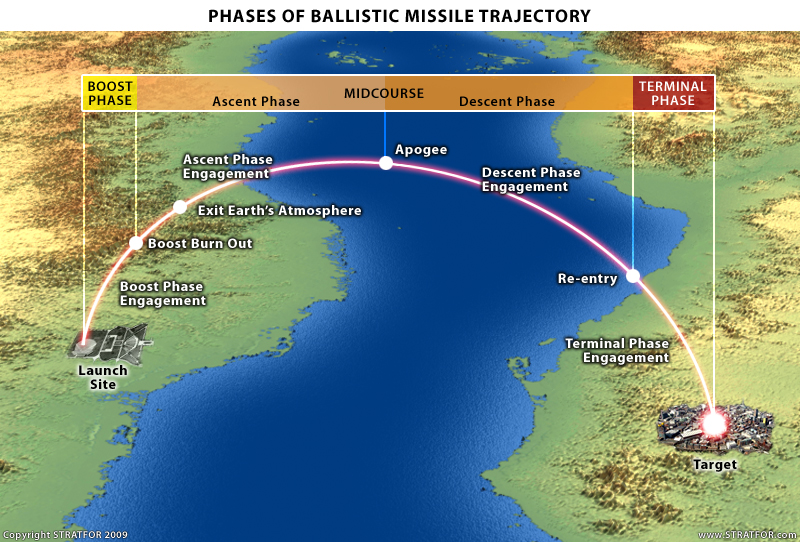 PHASES OF BALLISTIC MISSILE TRAJECTORY
BOOST
PHASE
Ascent Phase
MIDCOURSE
Descent Phase
TERMINAL
PHASE
Apogee
Ascent Phase
Engagement
Descent Phase
Engagement
Exit Earth's Atmosphere
Boost Burn Out
Re-entry
Boost Phase
Engagement
Terminal Phase
Engagement
Launch
Site
Target
Copyright STRATFOR 2009
www.STRATFOR.com